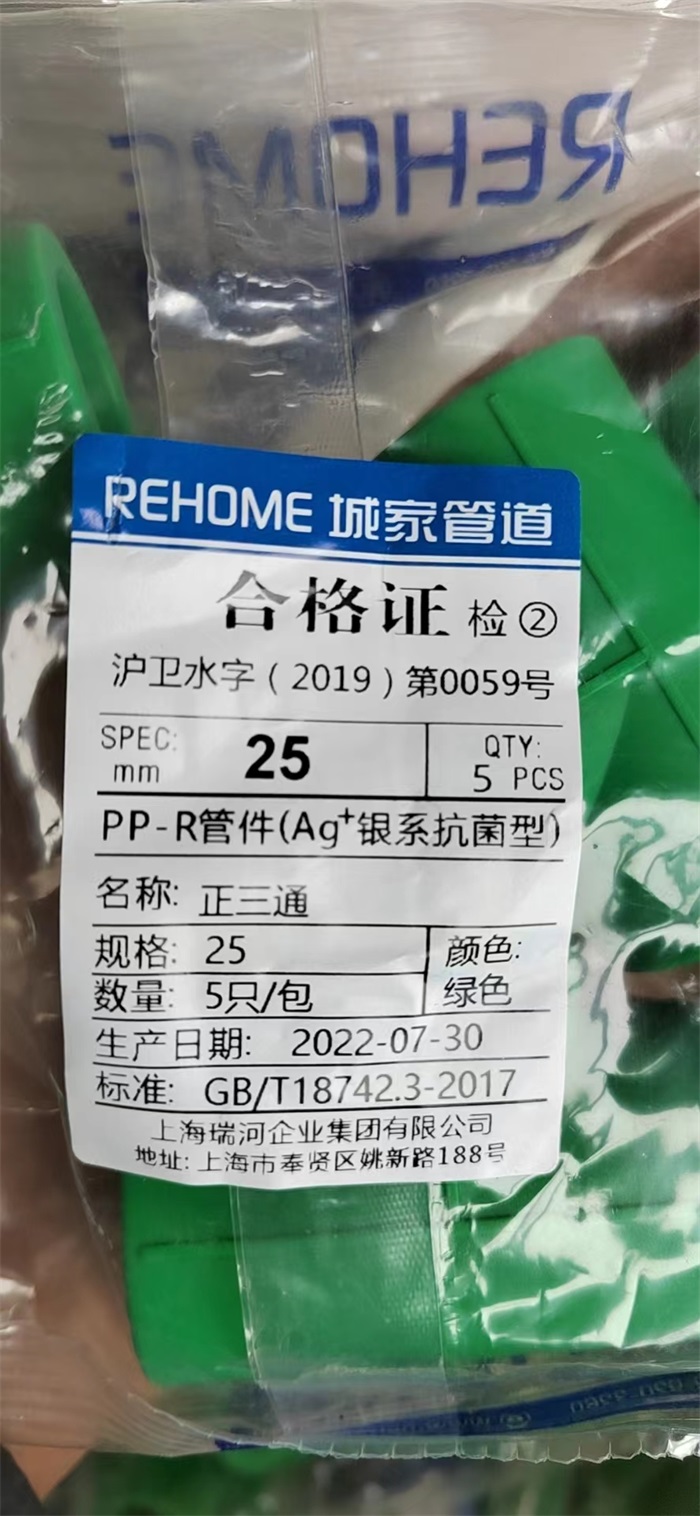 REHOME
REHOME 城家管道
合格证 检②
沪卫水字（2019）第0059号
SPEC: mm 25 QTY: 5 PCS
PP-R管件(Ag⁺银系抗菌型)
名称: 正三通
规格: 25 颜色:
数量: 5只/包 绿色
生产日期: 2022-07-30
标准: GB/T18742.3-2017
上海瑞河企业集团有限公司
地址: 上海市奉贤区姚新路188号